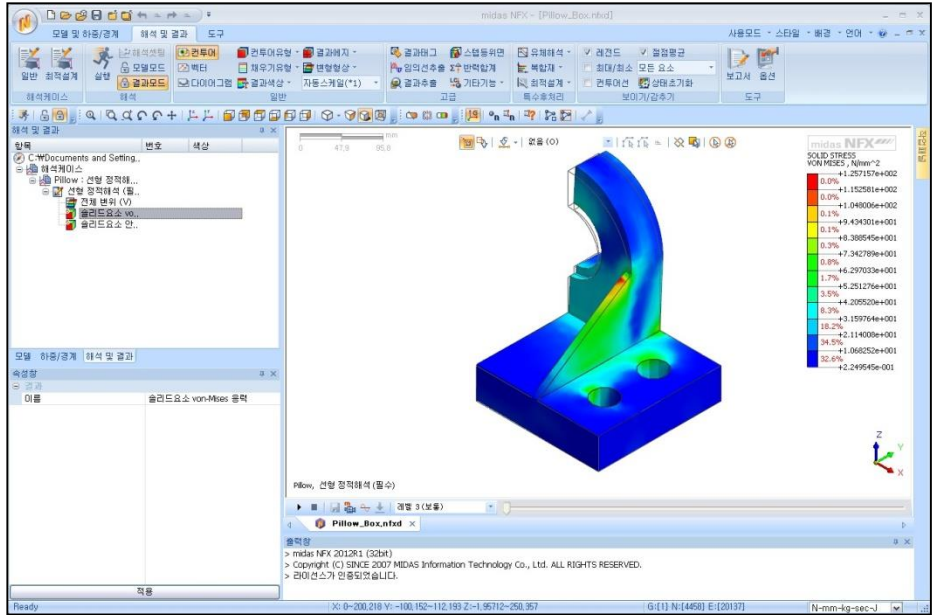 midas NFX - [Pillow_Box.nfxd]
모델 및 하중/경계 해석 및 결과 도구
사용모드 스타일 배경 언어
일반 최적설계
해석케이스
실행 해석셋팅
모델모드
결과모드
해석
컨투어 컨투어유형 결과에지
벡터 채우기유형 변형형상
다이어그램 결과색상 자동스케일(*1)
일반
결과태그 스텝등위면
임의선추출 반력합계
결과추출 기타기능
고급
유체해석
복합재
최적설계
특수후처리
레전드 절점평균
최대/최소 모든 요소
컨투어선 상태초기화
보이기/감추기
보고서 옵션
도구
해석 및 결과
항목 번호 색상
C:₩Documents and Setting..
해석케이스
Pillow : 선형 정적해..
선형 정적해석 (필..
전체 변위 (V)
솔리드요소 vo..
솔리드요소 안..
모델 하중/경계 해석 및 결과
속성창
결과
이름 솔리드요소 von-Mises 응력
적용
mm
0 47.9 95.8
없음 (0)
midas NFX
SOLID STRESS
VON MISES , N/mm^2
+1.257157e+002
0.0%
+1.152581e+002
0.0%
+1.048006e+002
0.1%
+9.434301e+001
0.1%
+8.388545e+001
0.3%
+7.342789e+001
0.8%
+6.297033e+001
1.7%
+5.251276e+001
3.5%
+4.205520e+001
8.3%
+3.159764e+001
18.2%
+2.114008e+001
34.5%
+1.068252e+001
32.6%
+2.249545e-001
Z
Y
X
Pillow, 선형 정적해석 (필수)
레벨 3 (보통)
Pillow_Box.nfxd
출력창
> midas NFX 2012R1 (32bit)
> Copyright (C) SINCE 2007 MIDAS Information Technology Co., Ltd. ALL RIGHTS RESERVED.
> 라이선스가 인증되었습니다.
Ready X: 0~200,218 Y: -100,152~112,193 Z:-1,95712~250,357 G:[1] N:[4458] E:[20137] N-mm-kg-sec-J